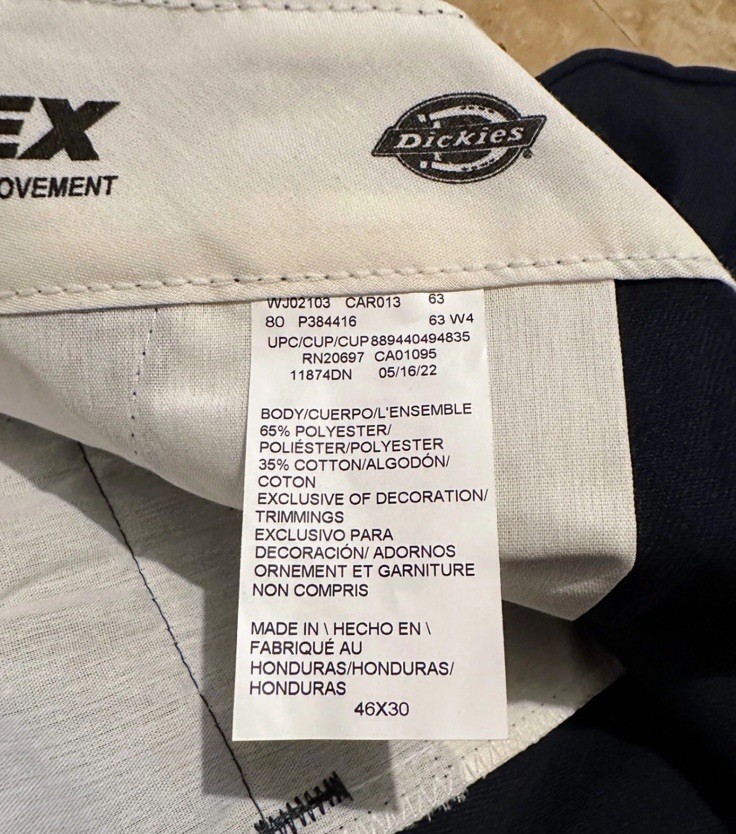 EX
OVEMENT
Dickies
WJ02103 CAR013 63
80 P384416 63 W4
UPC/CUP/CUP889440494835
RN20697 CA01095
11874DN 05/16/22
BODY/CUERPO/L'ENSEMBLE
65% POLYESTER/
POLIÉSTER/POLYESTER
35% COTTON/ALGODÓN/
COTON
EXCLUSIVE OF DECORATION/
TRIMMINGS
EXCLUSIVO PARA
DECORACIÓN/ ADORNOS
ORNEMENT ET GARNITURE
NON COMPRIS
MADE IN \ HECHO EN \
FABRIQUÉ AU
HONDURAS/HONDURAS/
HONDURAS
46X30